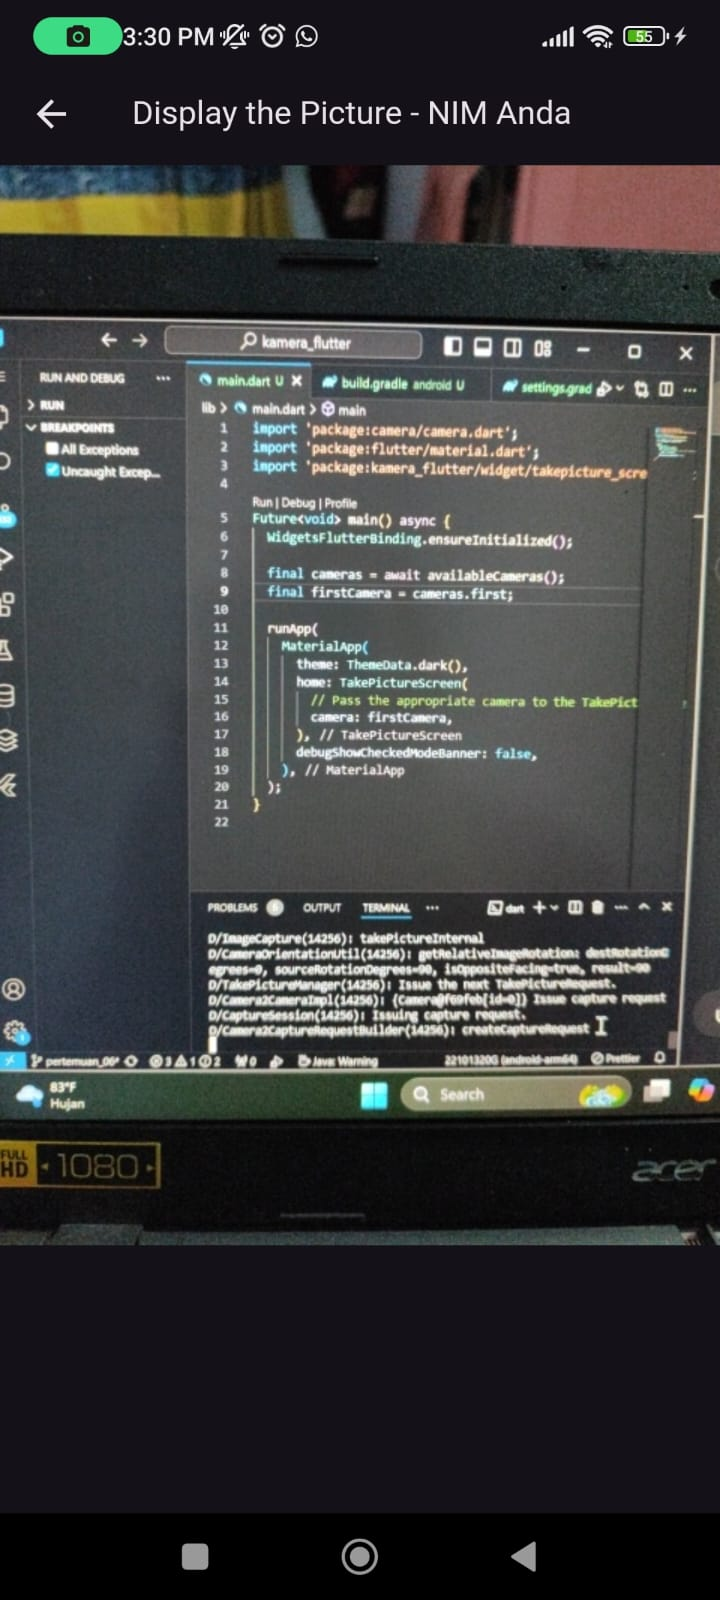 3:30 PM
55
Display the Picture - NIM Anda
kamera_flutter
RUN AND DEBUG
RUN
BREAKPOINTS
All Exceptions
Uncaught Excep...
main.dart U
build.gradle android U
settings.grad
lib > main.dart > main
1 import 'package:camera/camera.dart';
2 import 'package:flutter/material.dart';
3 import 'package:kamera_flutter/widget/takepicture_scre
4
Run | Debug | Profile
5 Future<void> main() async {
6 WidgetsFlutterBinding.ensureInitialized();
7
8 final cameras = await availableCameras();
9 final firstCamera = cameras.first;
10
11 runApp(
12 MaterialApp(
13 theme: ThemeData.dark(),
14 home: TakePictureScreen(
15 // Pass the appropriate camera to the TakePict
16 camera: firstCamera,
17 ), // TakePictureScreen
18 debugShowCheckedModeBanner: false,
19 ), // MaterialApp
20 );
21 }
22
PROBLEMS 6 OUTPUT TERMINAL ... dart
D/ImageCapture(14256): takePictureInternal
D/CameraOrientationUtil(14256): getRelativeImageRotation: destRotationD
egrees=0, sourceRotationDegrees=90, isOppositeFacing=true, result=90
D/TakePictureManager(14256): Issue the next TakePictureRequest.
D/Camera2CameraImpl(14256): {Camera@f69feb[id=0]} Issue capture request
D/CaptureSession(14256): Issuing capture request.
D/Camera2CaptureRequestBuilder(14256): createCaptureRequest
pertemuan_06* 3 1 2 0 Java: Warning 22101320G (android-arm64) Prettier
83°F
Hujan
Search
FULL HD 1080
acer